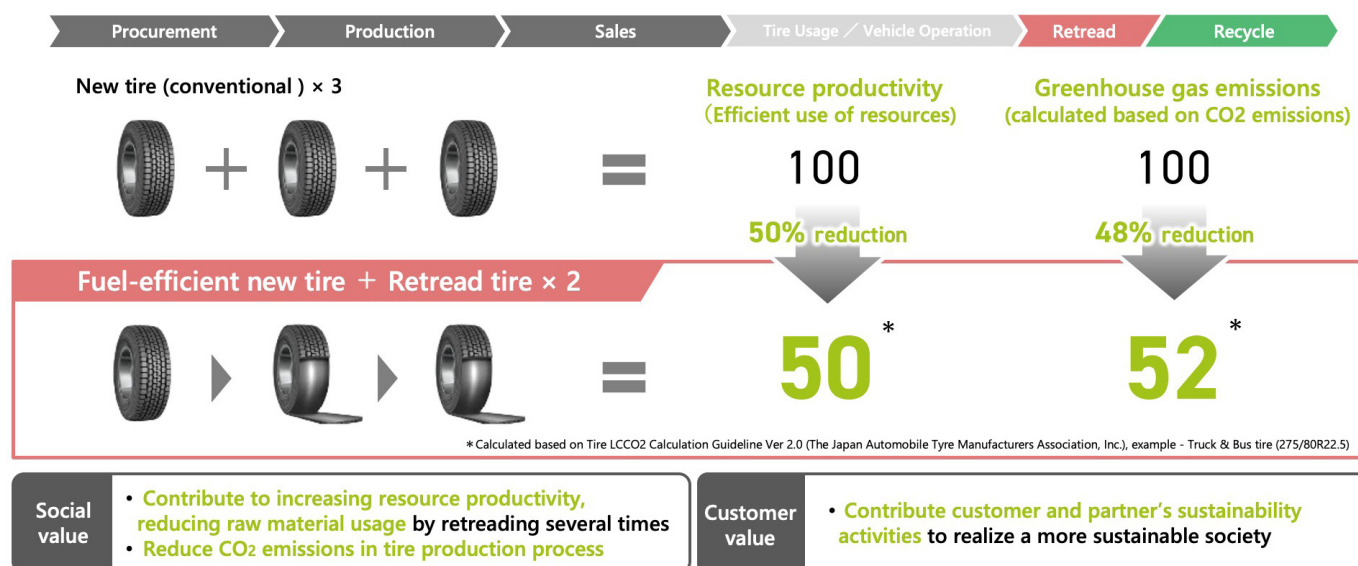 Procurement
Production
Sales
Tire Usage ／ Vehicle Operation
Retread
Recycle
New tire (conventional ) × 3
Resource productivity
（Efficient use of resources)
Greenhouse gas emissions
(calculated based on CO2 emissions)
+
+
=
100
100
50% reduction
48% reduction
Fuel-efficient new tire ＋ Retread tire × 2
=
50*
52*
＊Calculated based on Tire LCCO2 Calculation Guideline Ver 2.0 (The Japan Automobile Tyre Manufacturers Association, Inc.), example - Truck & Bus tire (275/80R22.5)
Social
value
• Contribute to increasing resource productivity,
reducing raw material usage by retreading several times
• Reduce CO2 emissions in tire production process
Customer
value
• Contribute customer and partner’s sustainability
activities to realize a more sustainable society